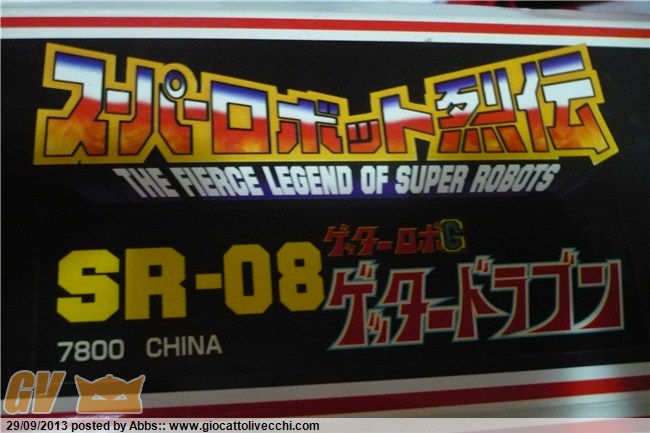 スーパーロボット烈伝
THE FIERCE LEGEND OF SUPER ROBOTS
SR-08
ゲッターロボG
ゲッタードラゴン
7800 CHINA
GV
29/09/2013 posted by Abbs:: www.giocattolivecchi.com